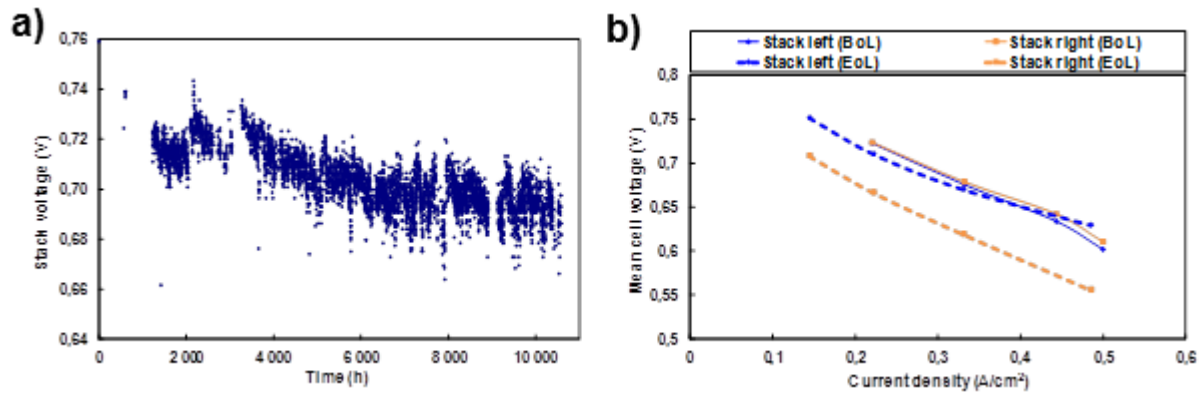 a)
0,76
0,74
0,72
0,70
0,68
0,66
0,64
Stack voltage (V)
0
2 000
4 000
6 000
8 000
10 000
Time (h)
b)
Stack left (BoL)
Stack right (BoL)
Stack left (EoL)
Stack right (EoL)
0,8
0,75
0,7
0,65
0,6
0,55
0,5
Mean cell voltage (V)
0
0,1
0,2
0,3
0,4
0,5
0,6
Current density (A/cm²)